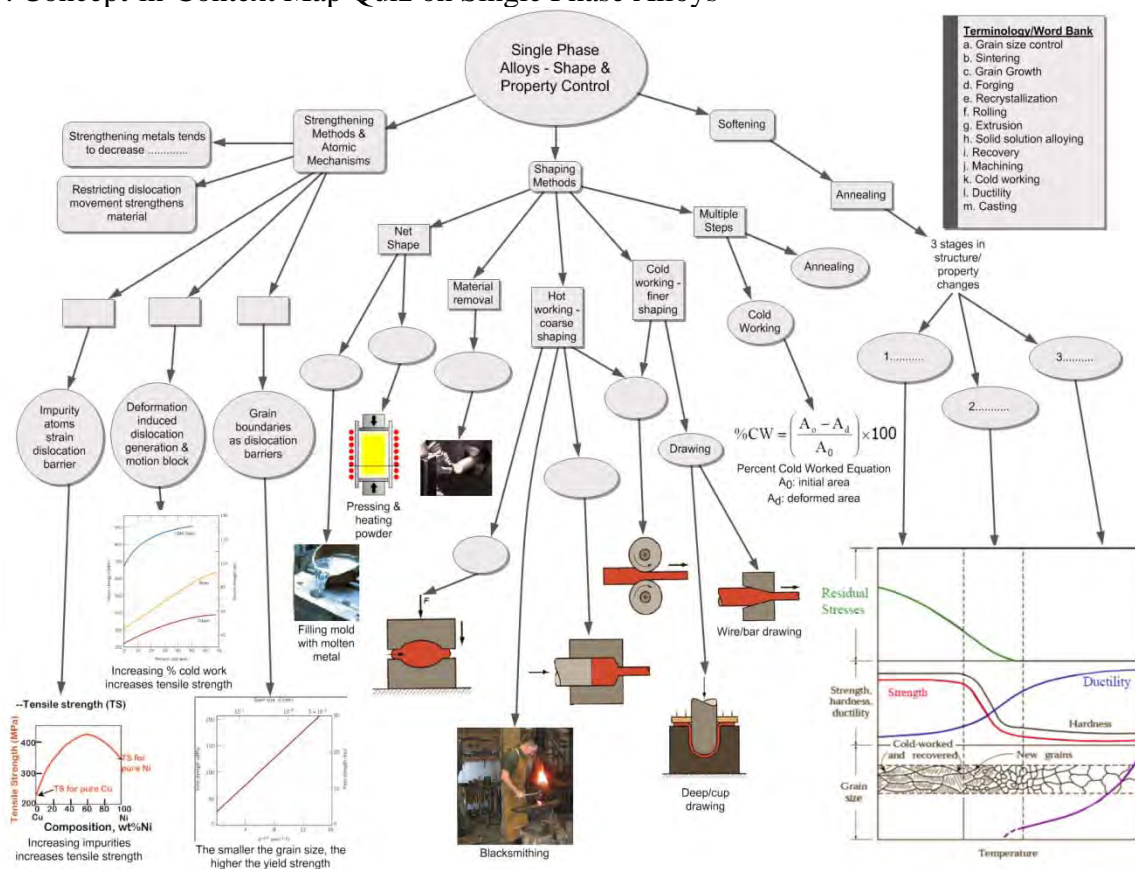 Concept-in-Context Map Quiz on Single Phase Alloys
Single Phase
Alloys - Shape &
Property Control
Terminology/Word Bank
a. Grain size control
b. Sintering
c. Grain Growth
d. Forging
e. Recrystallization
f. Rolling
g. Extrusion
h. Solid solution alloying
i. Recovery
j. Machining
k. Cold working
l. Ductility
m. Casting
Strengthening
Methods &
Atomic
Mechanisms
Strengthening metals tends
to decrease .............
Restricting dislocation
movement strengthens
material
Shaping
Methods
Softening
Annealing
3 stages in
structure/
property
changes
Net
Shape
Material
removal
Hot
working -
coarse
shaping
Cold
working -
finer
shaping
Multiple
Steps
Annealing
Cold
Working
1...........
2...........
3..........
Impurity
atoms
strain
dislocation
barrier
Deformation
induced
dislocation
generation &
motion block
Grain
boundaries
as dislocation
barriers
Pressing &
heating
powder
Filling mold
with molten
metal
Drawing
%CW = (Ao – Ad / A0) ×100
Percent Cold Worked Equation
A0: initial area
Ad: deformed area
F
Wire/bar drawing
Deep/cup
drawing
Blacksmithing
Increasing % cold work
increases tensile strength
--Tensile strength (TS)
Tensile Strength (MPa)
400
300
200
TS for
pure Ni
TS for pure Cu
0 20 40 60 80 100
Cu Ni
Composition, wt%Ni
Increasing impurities
increases tensile strength
The smaller the grain size, the
higher the yield strength
Residual
Stresses
Strength,
hardness,
ductility
Strength
Ductility
Hardness
Cold-worked
and recovered
New grains
Grain
size
Temperature